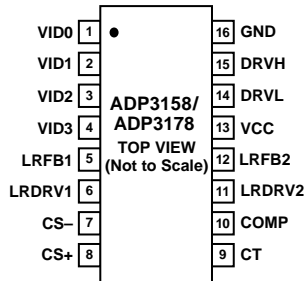 VID0 1 16 GND
VID1 2 15 DRVH
VID2 3 14 DRVL
ADP3158/
VID3 4 ADP3178 13 VCC
TOP VIEW
LRFB1 5 (Not to Scale) 12 LRFB2
LRDRV1 6 11 LRDRV2
CS– 7 10 COMP
CS+ 8 9 CT